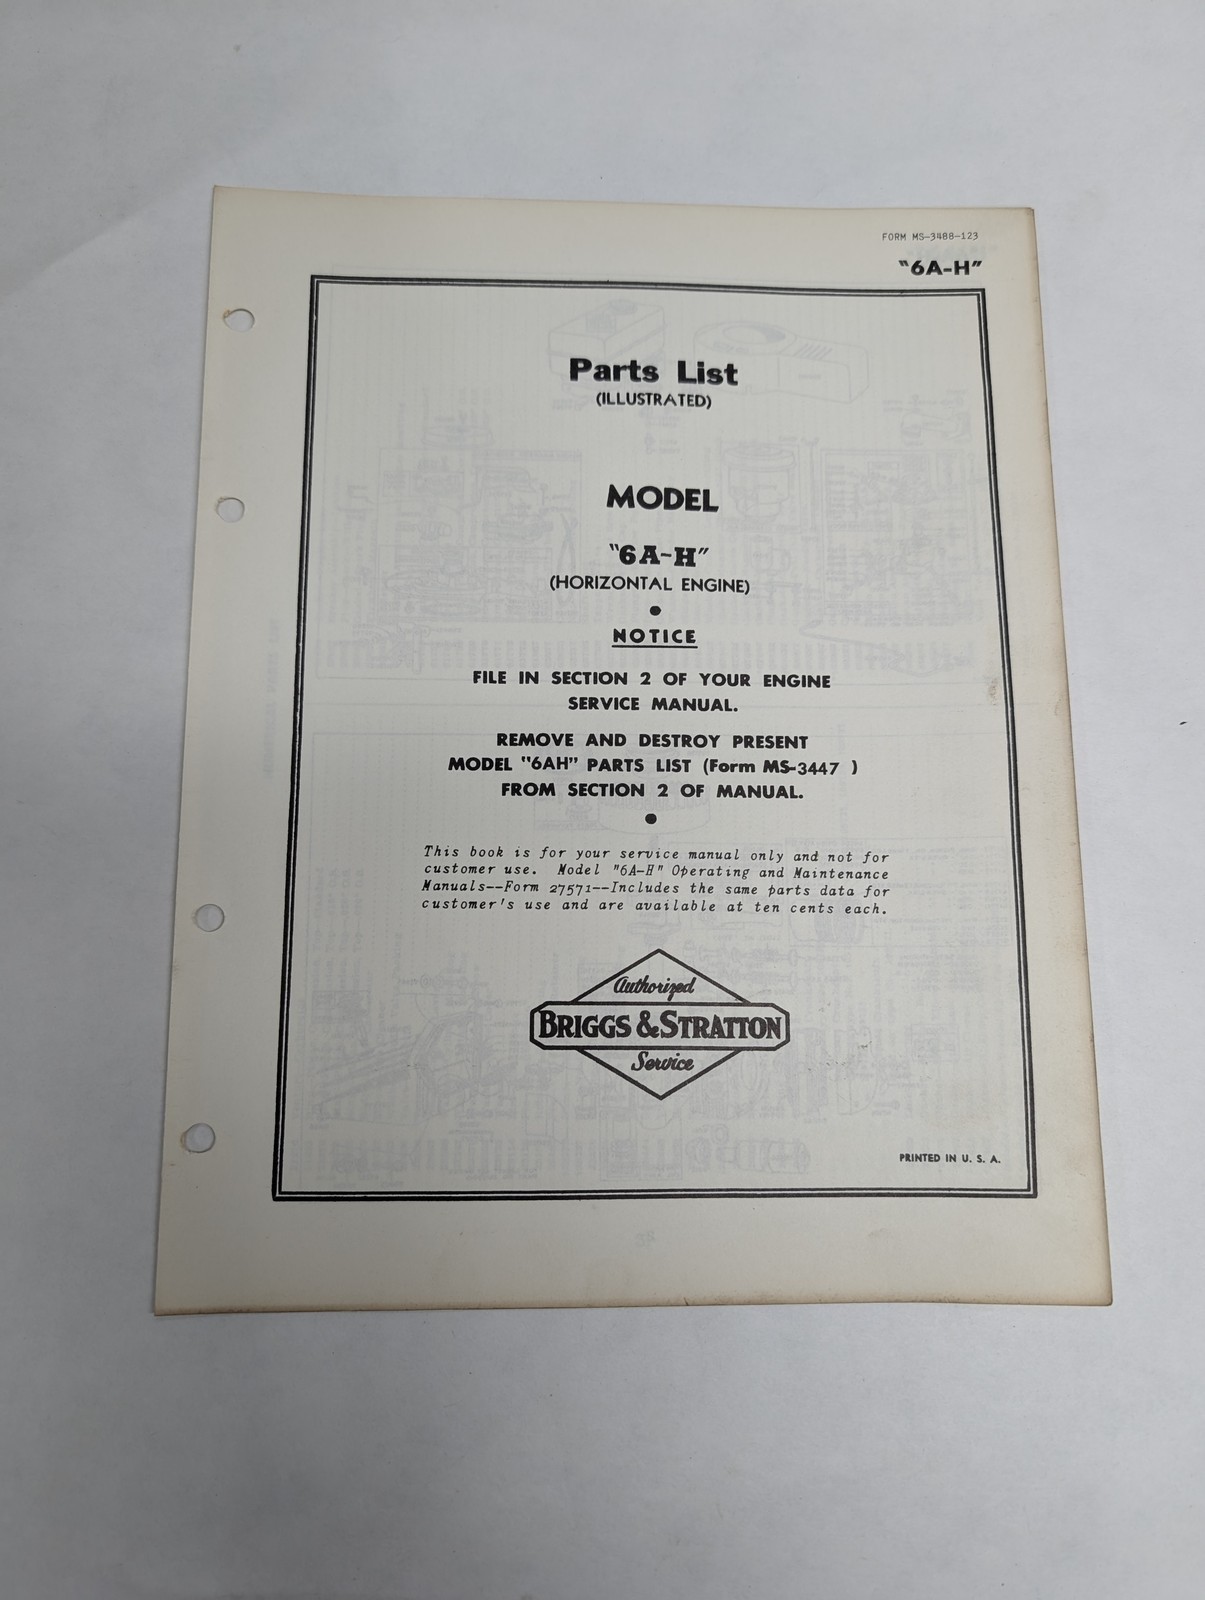 FORM MS-3488-123
"6A-H"
Parts List
(ILLUSTRATED)
MODEL
"6A-H"
(HORIZONTAL ENGINE)
NOTICE
FILE IN SECTION 2 OF YOUR ENGINE
SERVICE MANUAL.
REMOVE AND DESTROY PRESENT
MODEL "6AH" PARTS LIST (Form MS-3447 )
FROM SECTION 2 OF MANUAL.
This book is for your service manual only and not for
customer use. Model "6A-H" Operating and Maintenance
Manuals--Form 27571--Includes the same parts data for
customer's use and are available at ten cents each.
Authorized
BRIGGS & STRATTON
Service
PRINTED IN U. S. A.